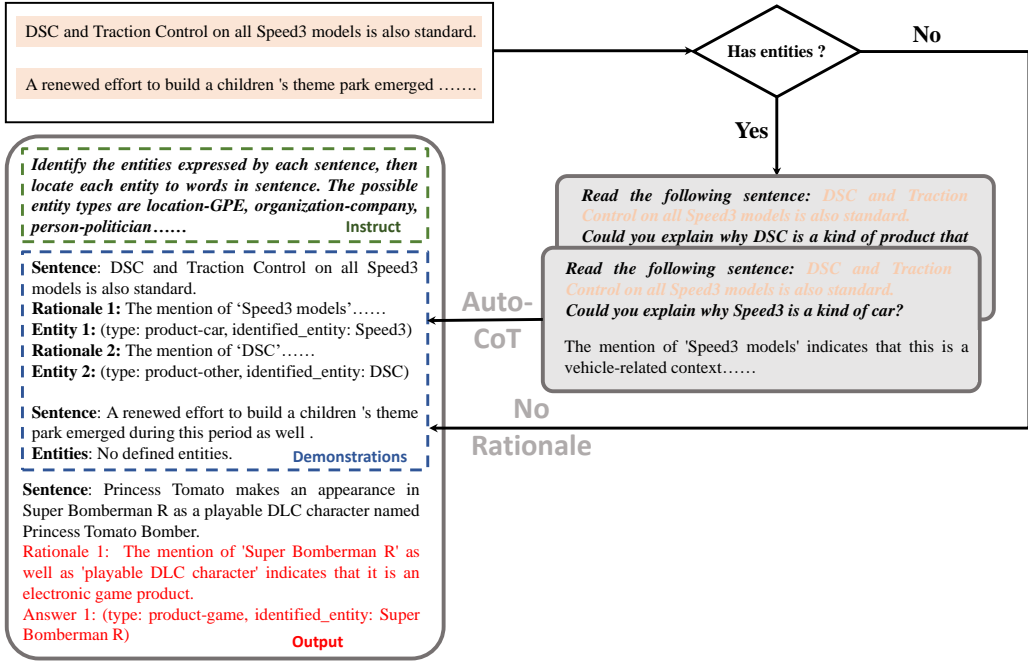 DSC and Traction Control on all Speed3 models is also standard.
A renewed effort to build a children 's theme park emerged …….
Has entities ?
No
Yes
Read the following sentence: DSC and Traction
Control on all Speed3 models is also standard.
Could you explain why DSC is a kind of product that
Read the following sentence: DSC and Traction
Control on all Speed3 models is also standard.
Could you explain why Speed3 is a kind of car?
The mention of 'Speed3 models' indicates that this is a
vehicle-related context……
Auto-
CoT
No
Rationale
Identify the entities expressed by each sentence, then
locate each entity to words in sentence. The possible
entity types are location-GPE, organization-company,
person-politician……
Instruct
Sentence: DSC and Traction Control on all Speed3
models is also standard.
Rationale 1: The mention of ‘Speed3 models’……
Entity 1: (type: product-car, identified_entity: Speed3)
Rationale 2: The mention of ‘DSC’……
Entity 2: (type: product-other, identified_entity: DSC)
Sentence: A renewed effort to build a children 's theme
park emerged during this period as well .
Entities: No defined entities.
Demonstrations
Sentence: Princess Tomato makes an appearance in
Super Bomberman R as a playable DLC character named
Princess Tomato Bomber.
Rationale 1: The mention of 'Super Bomberman R' as
well as 'playable DLC character' indicates that it is an
electronic game product.
Answer 1: (type: product-game, identified_entity: Super
Bomberman R)
Output